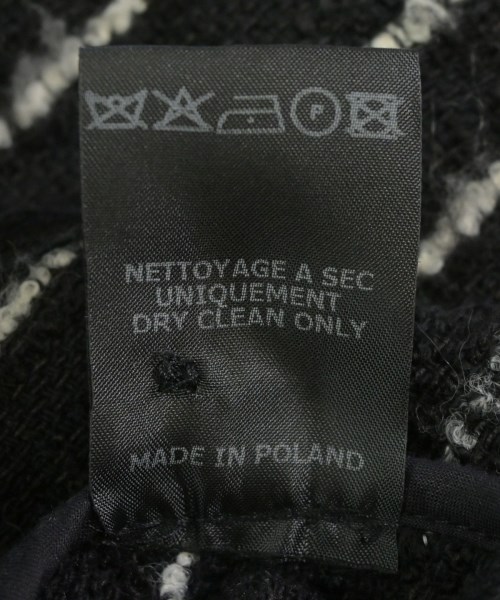 P
NETTOYAGE A SEC
UNIQUEMENT
DRY CLEAN ONLY
MADE IN POLAND